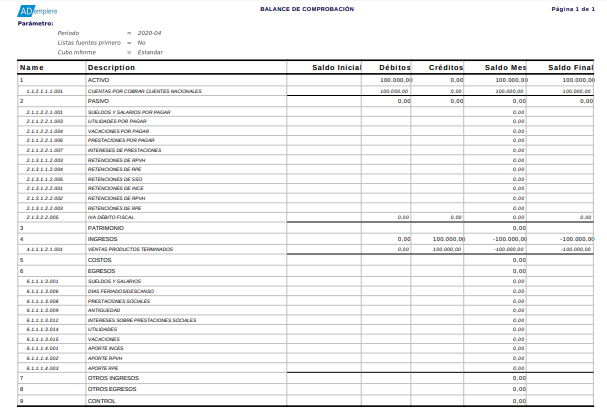 ADempiere BALANCE DE COMPROBACIÓN Página 1 de 1
Parámetro:
Periodo = 2020-04
Listas fuentes primero = No
Cubo Informe = Estandar
Name Description Saldo Inicial Débitos Créditos Saldo Mes Saldo Final
1 ACTIVO 100.000,00 0,00 100.000,00 100.000,00
1.1.2.1.1.1.001 CUENTAS POR COBRAR CLIENTES NACIONALES 100.000,00 0,00 100.000,00 100.000,00
2 PASIVO 0,00 0,00 0,00 0,00
2.1.1.2.2.1.001 SUELDOS Y SALARIOS POR PAGAR 0,00
2.1.1.2.2.1.003 UTILIDADES POR PAGAR 0,00
2.1.1.2.2.1.004 VACACIONES POR PAGAR 0,00
2.1.1.2.2.1.006 PRESTACIONES POR PAGAR 0,00
2.1.1.2.2.1.007 INTERESES DE PRESTACIONES 0,00
2.1.3.1.1.2.003 RETENCIONES DE RPVH 0,00
2.1.3.1.1.2.004 RETENCIONES DE RPE 0,00
2.1.3.1.1.2.005 RETENCIONES DE SSO 0,00
2.1.3.1.2.2.001 RETENCIONES DE INCE 0,00
2.1.3.1.2.2.002 RETENCIONES DE RPVH 0,00
2.1.3.1.2.2.003 RETENCIONES DE RPE 0,00
2.1.3.2.2.005 IVA DÉBITO FISCAL 0,00 0,00 0,00 0,00
3 PATRIMONIO 0,00
4 INGRESOS 0,00 100.000,00 -100.000,00 -100.000,00
4.1.1.1.2.1.001 VENTAS PRODUCTOS TERMINADOS 0,00 100.000,00 -100.000,00 -100.000,00
5 COSTOS 0,00
6 EGRESOS 0,00
6.1.1.1.3.001 SUELDOS Y SALARIOS 0,00
6.1.1.1.3.006 DÍAS FERIADOS/DESCANSO 0,00
6.1.1.1.3.008 PRESTACIONES SOCIALES 0,00
6.1.1.1.3.009 ANTIGUEDAD 0,00
6.1.1.1.3.012 INTERESES SOBRE PRESTACIONES SOCIALES 0,00
6.1.1.1.3.014 UTILIDADES 0,00
6.1.1.1.3.015 VACACIONES 0,00
6.1.1.1.4.001 APORTE INCES 0,00
6.1.1.1.4.002 APORTE RPVH 0,00
6.1.1.1.4.003 APORTE RPE 0,00
7 OTROS INGRESOS 0,00
8 OTROS EGRESOS 0,00
9 CONTROL 0,00